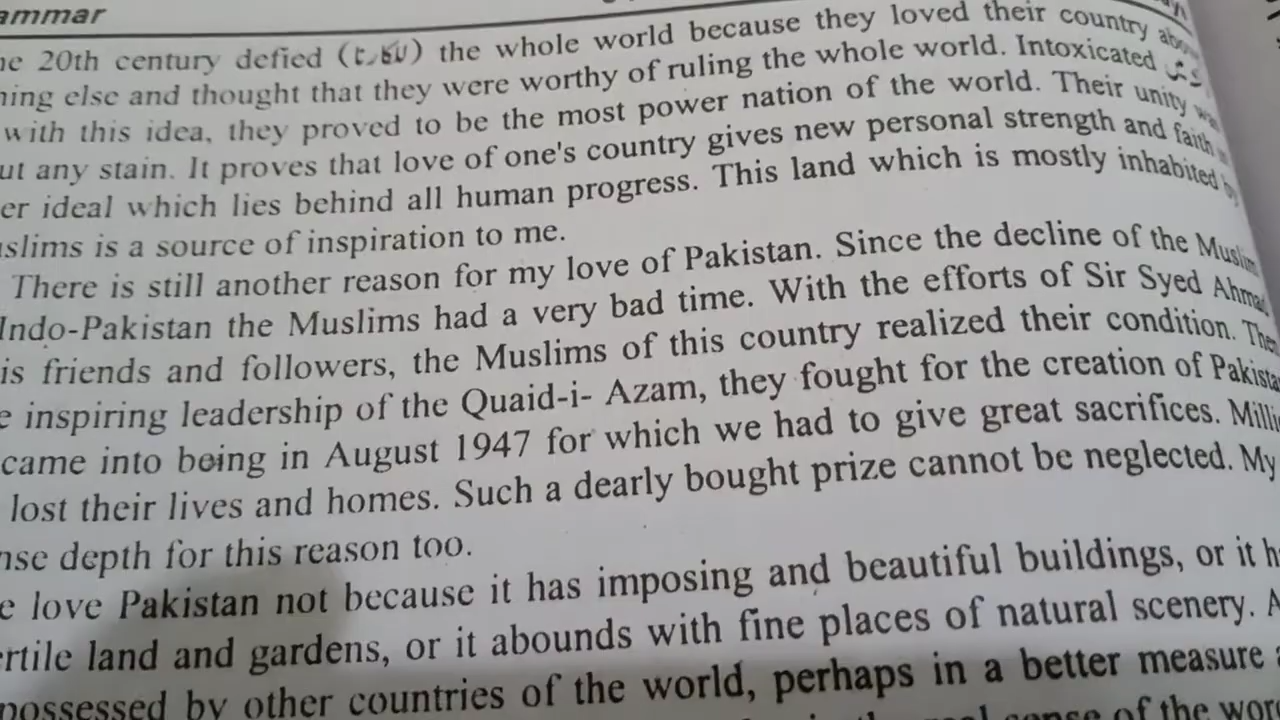 ammar
20th century defied ( ) the whole world because they loved their country
else and thought that they were worthy of ruling the whole world. Intoxicated
with this idea, they proved to be the most power nation of the world. Their unity
any stain. It proves that love of one's country gives new personal strength and faith
er ideal which lies behind all human progress. This land which is mostly inhabited
slims is a source of inspiration to me.
There is still another reason for my love of Pakistan. Since the decline of the Muslim
Indo-Pakistan the Muslims had a very bad time. With the efforts of Sir Syed Ahma
is friends and followers, the Muslims of this country realized their condition. The
e inspiring leadership of the Quaid-i- Azam, they fought for the creation of Pakista
came into being in August 1947 for which we had to give great sacrifices. Milli
lost their lives and homes. Such a dearly bought prize cannot be neglected. My
nse depth for this reason too.
e love Pakistan not because it has imposing and beautiful buildings, or it h
rtile land and gardens, or it abounds with fine places of natural scenery. A
possessed by other countries of the world, perhaps in a better measure
real sense of the wor